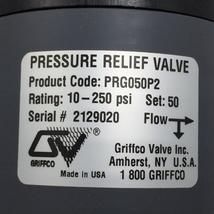 PRESSURE RELIEF VALVE
Product Code: PRG050P2
Rating: 10-250 psi Set: 50
Serial # 2129020 Flow
GV
GRIFFCO
Made in USA
Griffco Valve Inc.
Amherst, NY U.S.A.
1 800 GRIFFCO